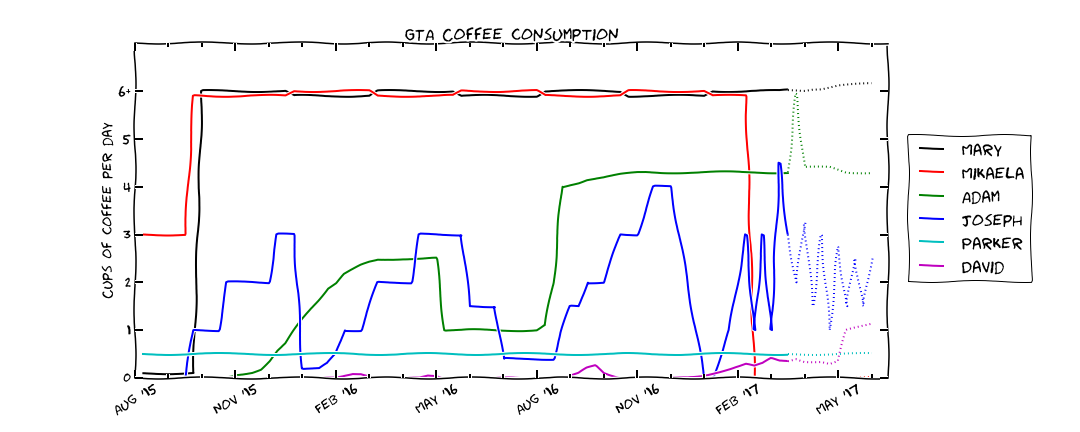 GTA COFFEE CONSUMPTION
CUPS OF COFFEE PER DAY
6+
5
4
3
2
1
0
AUG '15
NOV '15
FEB '16
MAY '16
AUG '16
NOV '16
FEB '17
MAY '17
MARY
MIKAELA
ADAM
JOSEPH
PARKER
DAVID